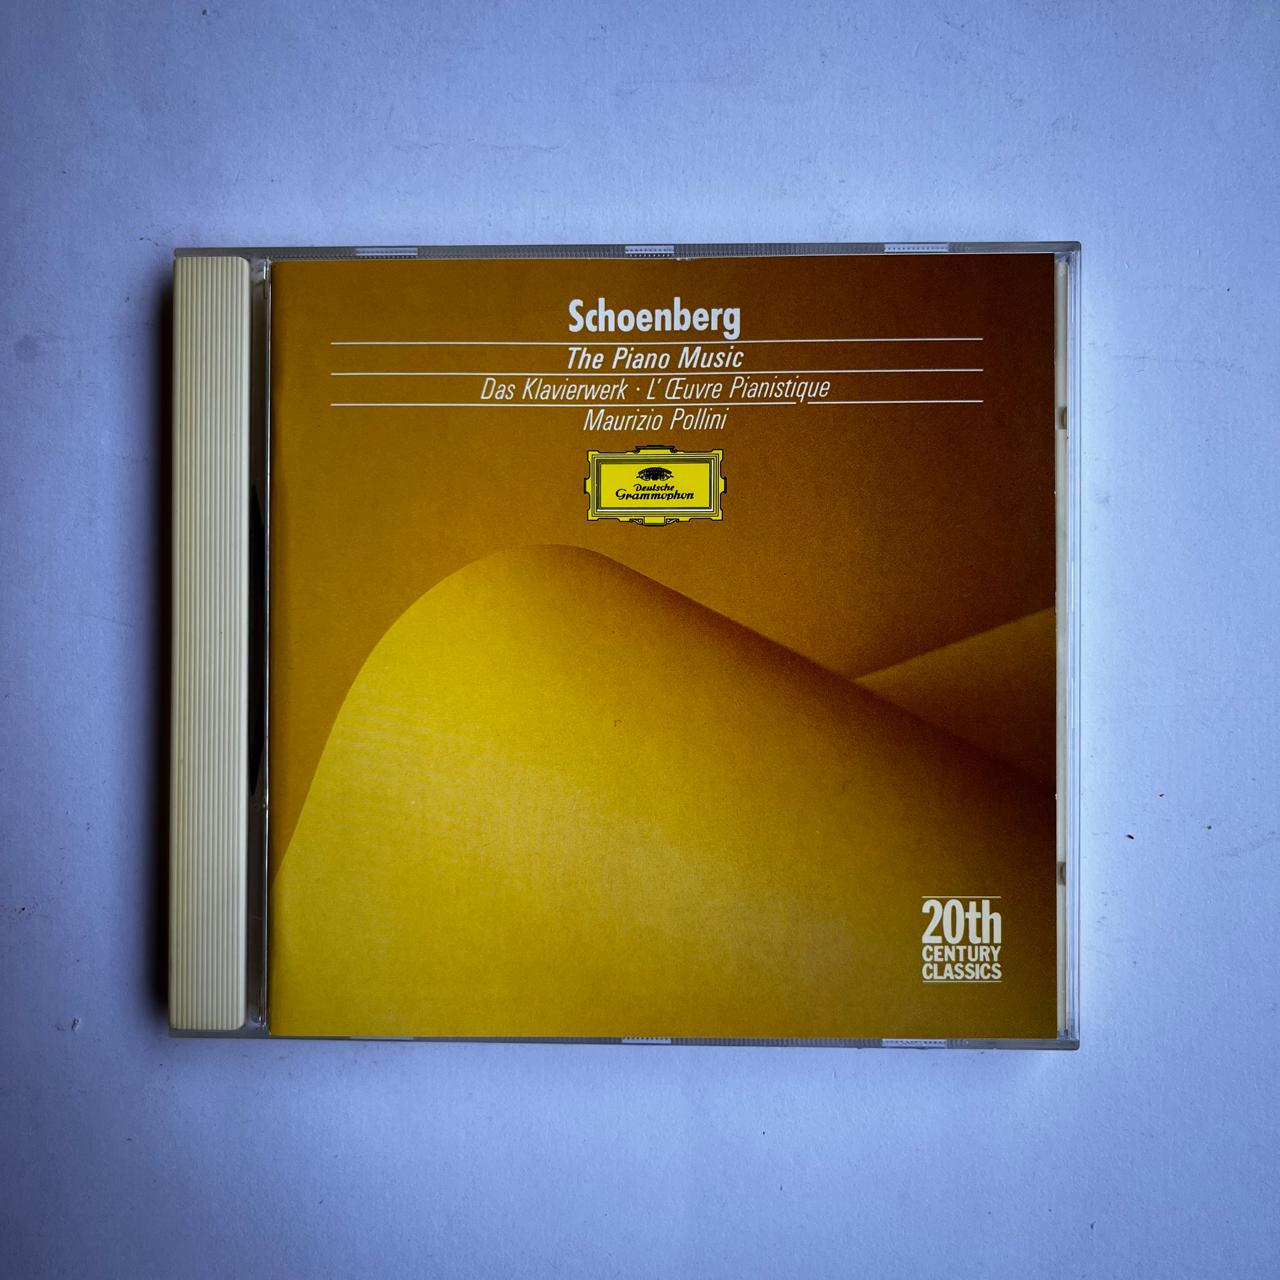 Schoenberg
The Piano Music
Das Klavierwerk · L'Œuvre Pianistique
Maurizio Pollini
Deutsche
Grammophon
20th
CENTURY
CLASSICS